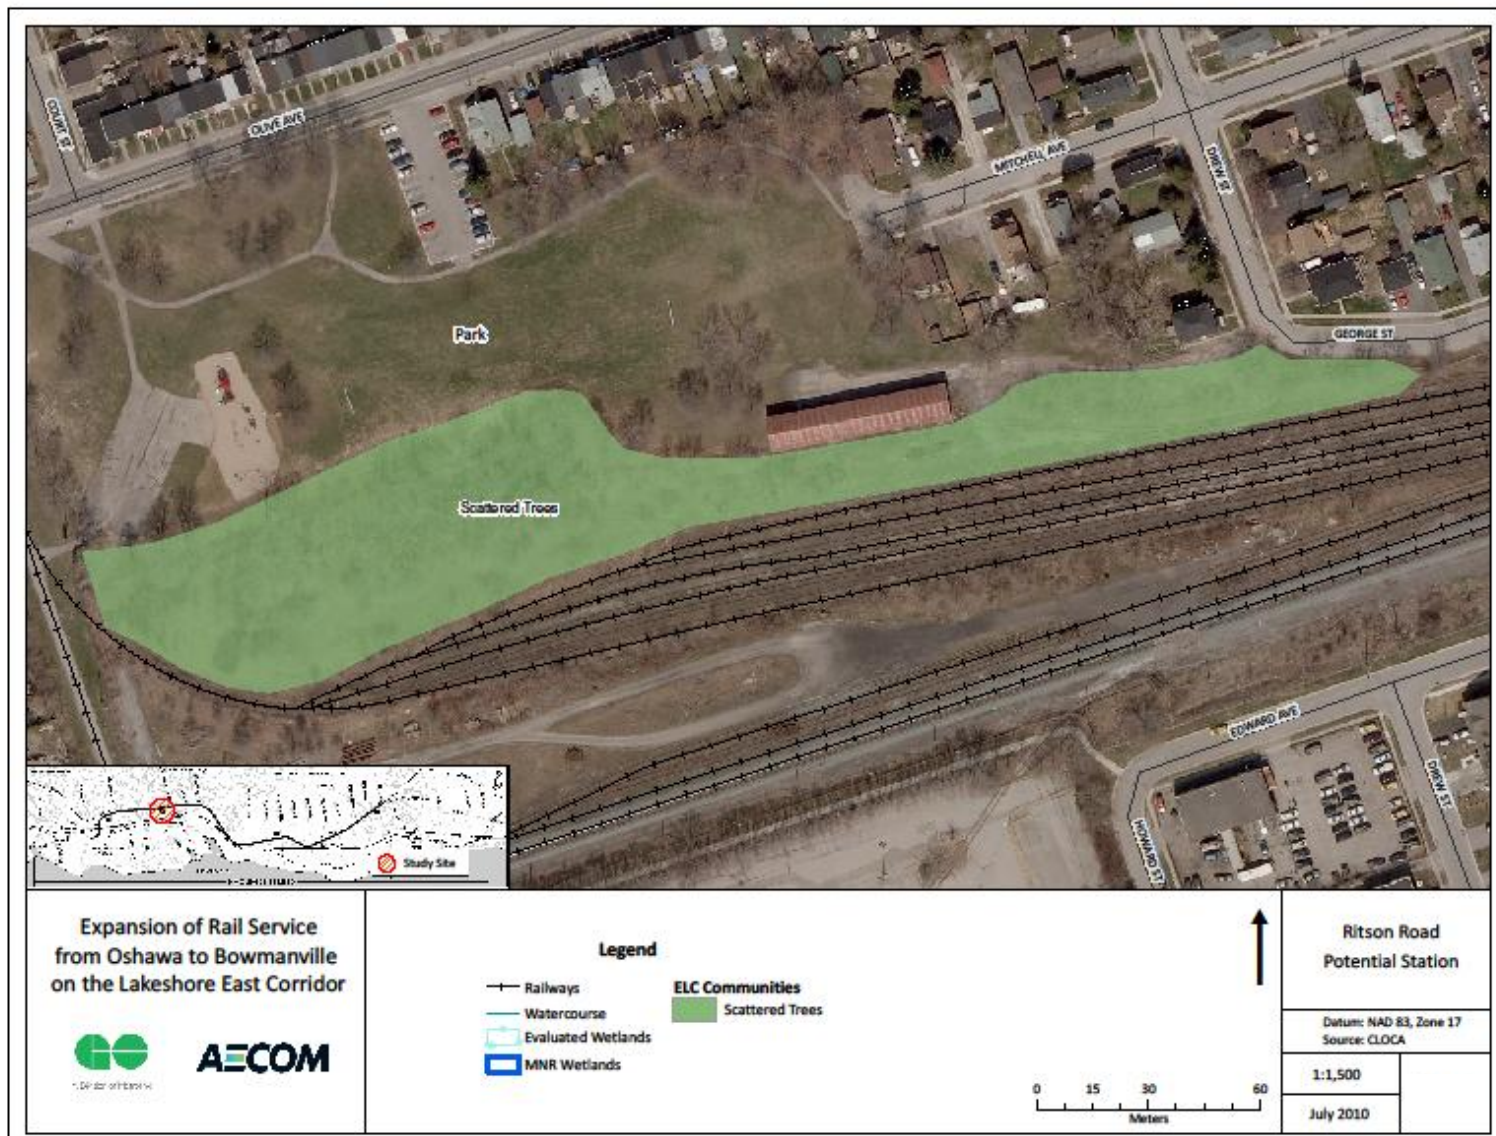 COURT ST
OLIVE AVE
MITCHELL AVE
DREW ST
Park
GEORGE ST
Scattered Trees
EDWARD AVE
DREW ST
HOWARD ST
Study Site
Expansion of Rail Service
from Oshawa to Bowmanville
on the Lakeshore East Corridor
GO
AECOM
Legend
Railways
Watercourse
Evaluated Wetlands
MNR Wetlands
ELC Communities
Scattered Trees
0 15 30 60
Meters
Ritson Road
Potential Station
Datum: NAD 83, Zone 17
Source: CLOCA
1:1,500
July 2010